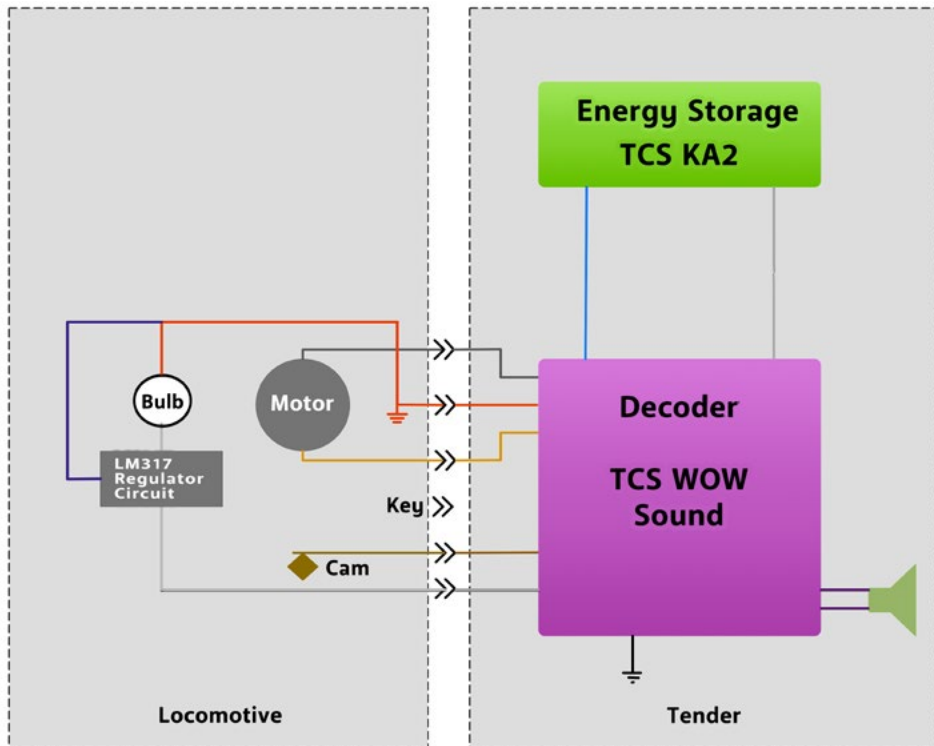 Energy Storage
TCS KA2
Bulb
Motor
Decoder
LM317
Regulator
Circuit
TCS WOW
Sound
Key
Cam
Locomotive
Tender